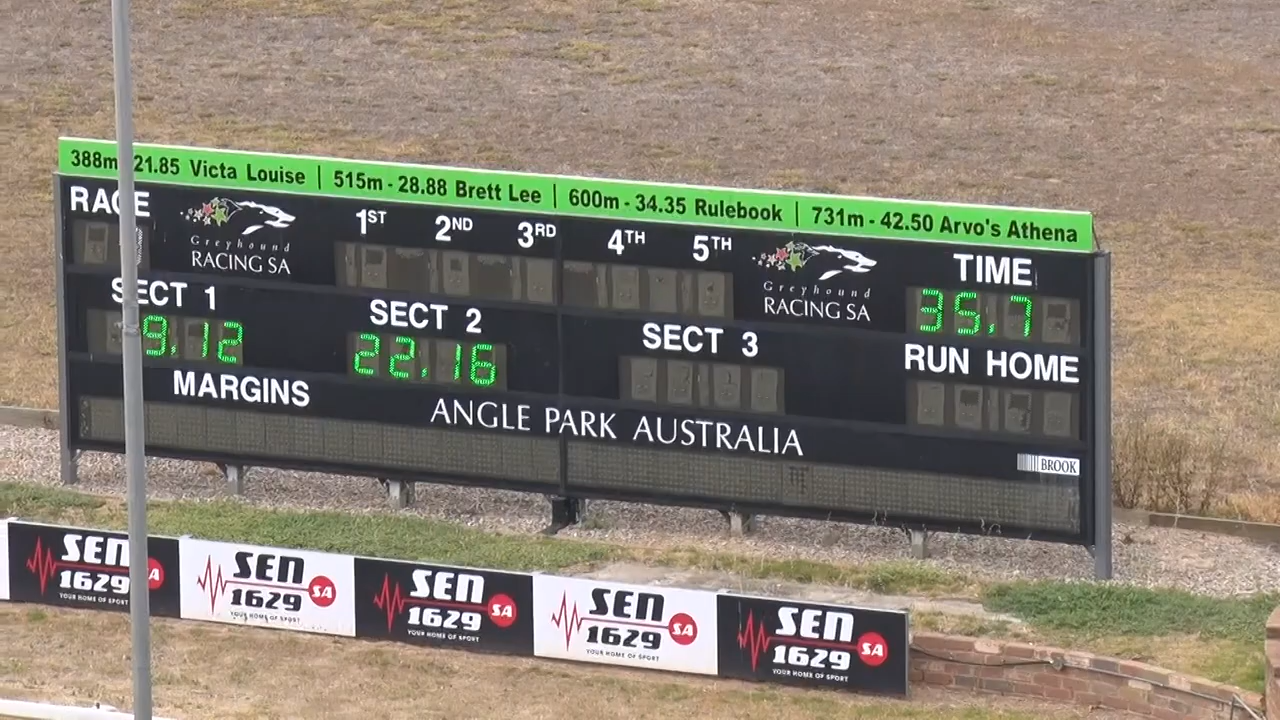 388m 21.85 Victa Louise | 515m - 28.88 Brett Lee | 600m - 34.35 Rulebook | 731m - 42.50 Arvo's Athena
RACE
Greyhound
RACING SA
1ST 2ND 3RD 4TH 5TH
Greyhound
RACING SA
TIME
35.7
SECT 1
9.12
SECT 2
22.16
SECT 3
RUN HOME
MARGINS
ANGLE PARK AUSTRALIA
BROOK
SEN
1629
YOUR HOME OF SPORT
SEN
1629 SA
YOUR HOME OF SPORT
SEN
1629 SA
YOUR HOME OF SPORT
SEN
1629 SA
YOUR HOME OF SPORT
SEN
1629 SA
YOUR HOME OF SPORT